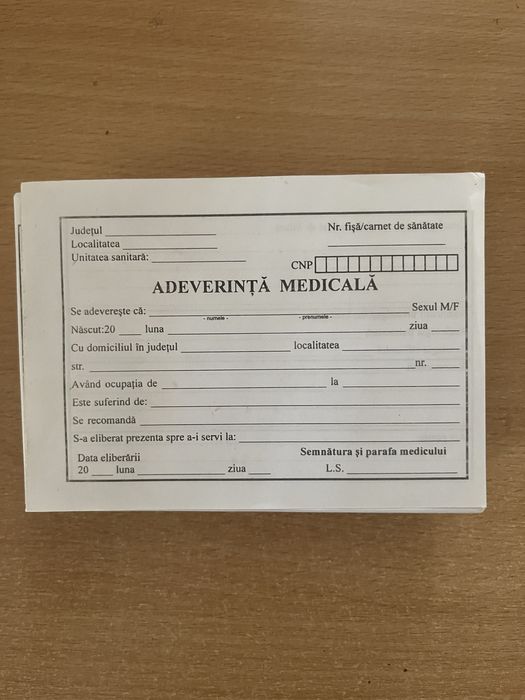 Județul
Nr. fișă/carnet de sănătate
Localitatea
Unitatea sanitară:
CNP
ADEVERINȚĂ MEDICALĂ
Se adeverește că: Sexul M/F
- numele - - prenumele -
Născut:20 luna ziua
Cu domiciliul în județul localitatea
str. nr.
Având ocupația de la
Este suferind de:
Se recomandă
S-a eliberat prezenta spre a-i servi la:
Data eliberării Semnătura și parafa medicului
20 luna ziua L.S.